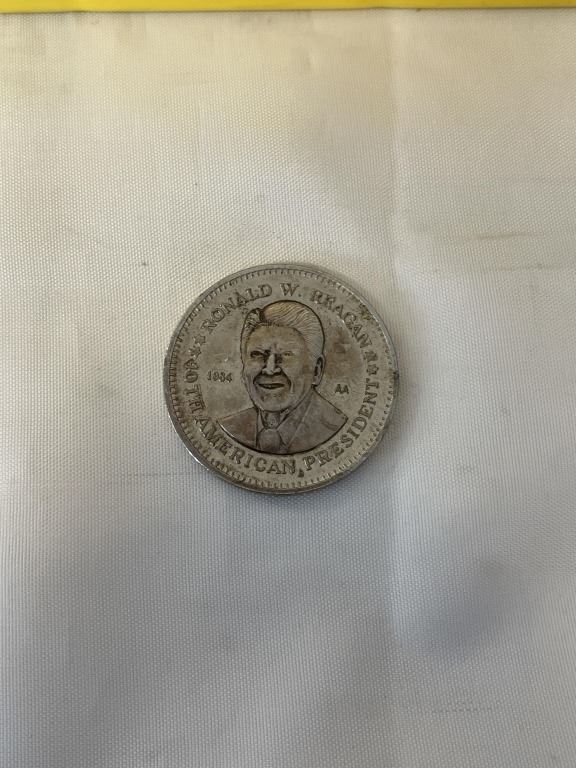 RONALD W. REAGAN
1984
AA
40TH AMERICAN PRESIDENT